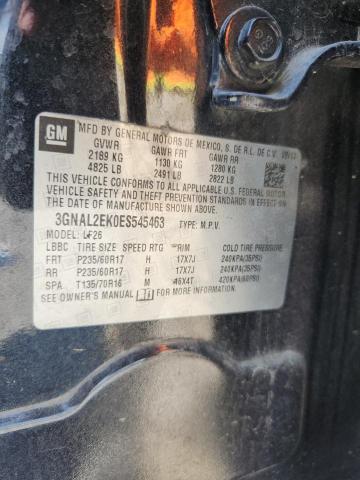 GM
MFD BY GENERAL MOTORS DE MEXICO, S. DE R.L. DE C.V.
GVWR GAWR FRT GAWR RR
2189 KG 1130 KG 1280 KG
4825 LB 2491 LB 2822 LB
THIS VEHICLE CONFORMS TO ALL APPLICABLE U.S. FEDERAL MOTOR
VEHICLE SAFETY AND THEFT PREVENTION STANDARDS IN EFFECT ON
THE DATE OF MANUFACTURE SHOWN ABOVE.
3GNAL2EK0ES545463 TYPE: M.P.V.
MODEL: LF26
LBBC TIRE SIZE SPEED RTG RIM COLD TIRE PRESSURE
FRT P235/60R17 H 17X7J 240KPA(35PSI)
RR P235/60R17 H 17X7J 240KPA(35PSI)
SPA T135/70R16 M 16X4T 420KPA(60PSI)
SEE OWNER'S MANUAL